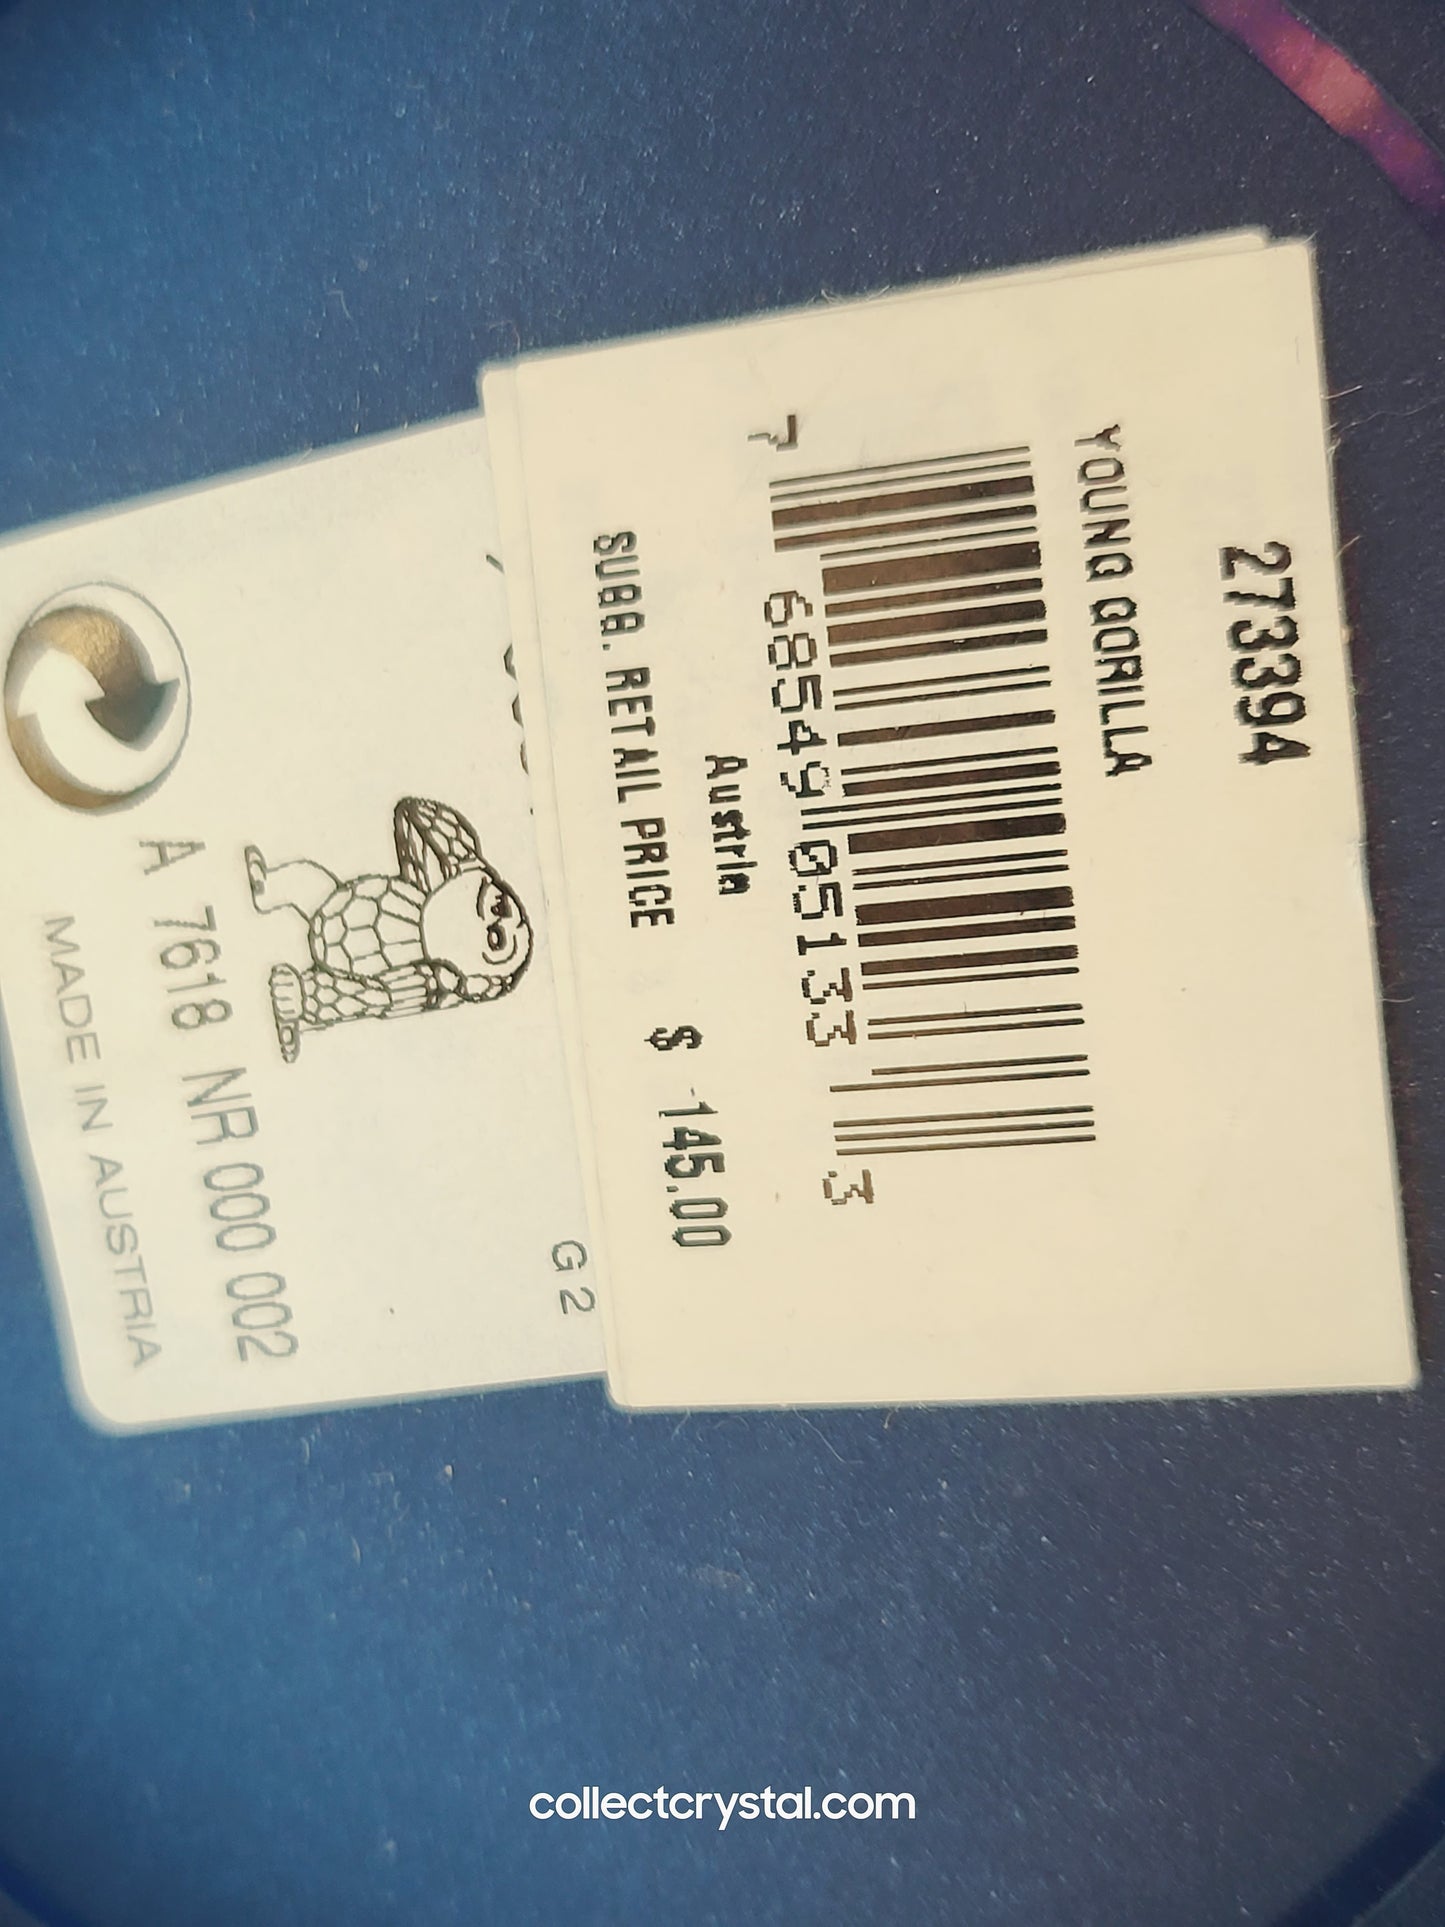 273394
YOUNG GORILLA
7 68549 05133 3
Austria
SUGG. RETAIL PRICE $ 145.00
G 2
A 7618 NR 000 002
MADE IN AUSTRIA
collectcrystal.com